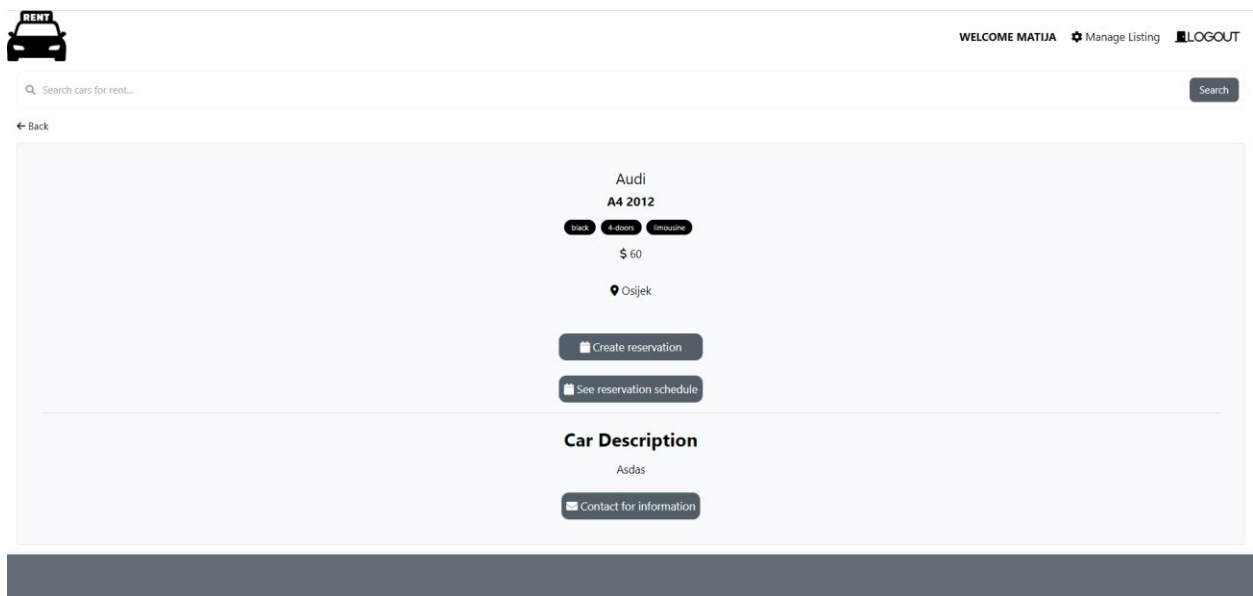 RENT
WELCOME MATIJA Manage Listing LOGOUT
Search cars for rent... Search
Back
Audi
A4 2012
black 4-doors limousine
$ 60
Osijek
Create reservation
See reservation schedule
Car Description
Asdas
Contact for information